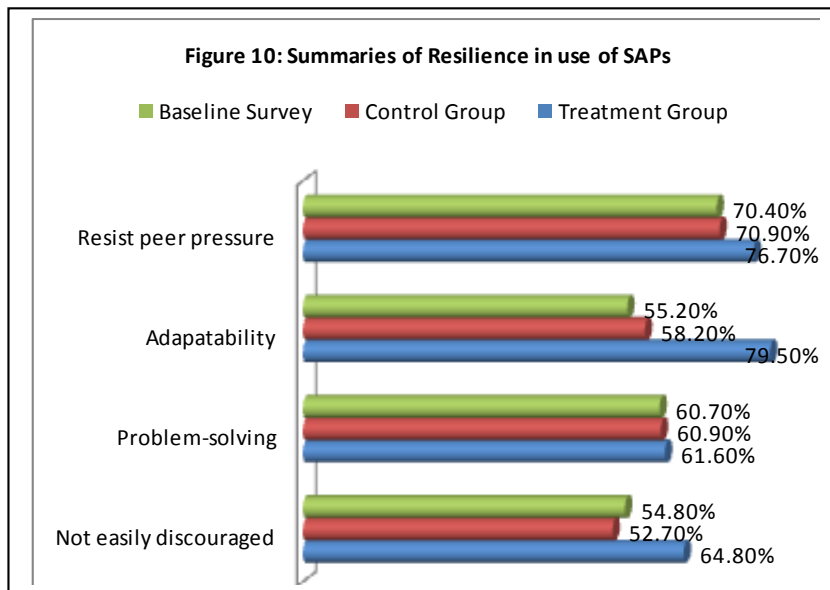 Figure 10: Summaries of Resilience in use of SAPs
Baseline Survey Control Group Treatment Group
Resist peer pressure
70.40%
70.90%
76.70%
Adapatability
55.20%
58.20%
79.50%
Problem-solving
60.70%
60.90%
61.60%
Not easily discouraged
54.80%
52.70%
64.80%